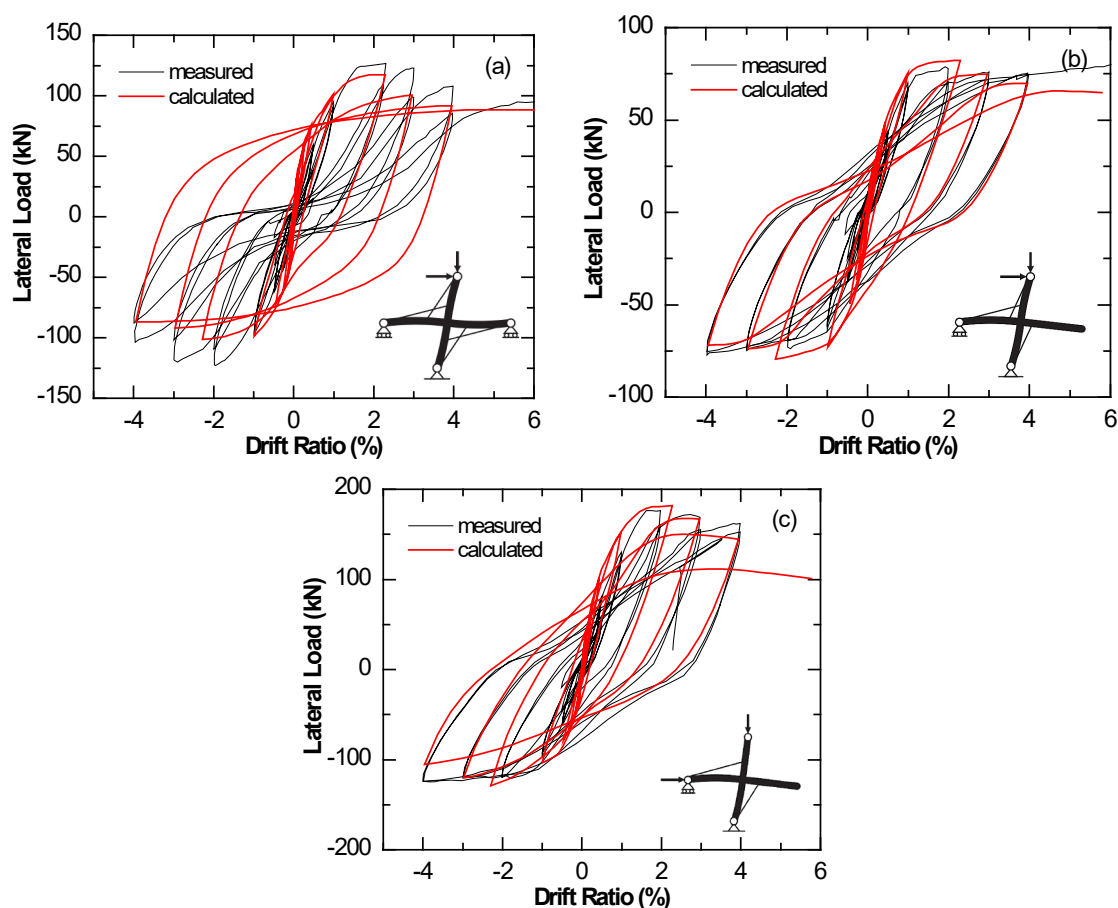 150
100
50
0
-50
-100
-150
-4 -2 0 2 4 6
Lateral Load (kN)
Drift Ratio (%)
measured
calculated
(a)
100
50
0
-50
-100
-4 -2 0 2 4 6
Lateral Load (kN)
Drift Ratio (%)
measured
calculated
(b)
200
100
0
-100
-200
-4 -2 0 2 4 6
Lateral Load (kN)
Drift Ratio (%)
measured
calculated
(c)